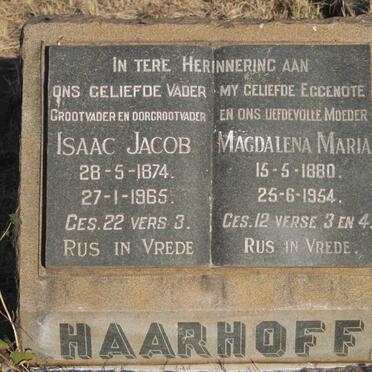 IN TERE HERINNERING AAN
ONS GELIEFDE VADER
GROOTVADER EN OORGROOTVADER
ISAAC JACOB
28-5-1874.
27-1-1965.
GES. 22 VERS 3.
RUS IN VREDE
MY GELIEFDE EGGENOTE
EN ONS LIEFDEVOLLE MOEDER
MAGDALENA MARIA
15-5-1880.
25-6-1954.
GES. 12 VERSE 3 EN 4.
RUS IN VREDE.
HAARHOFF